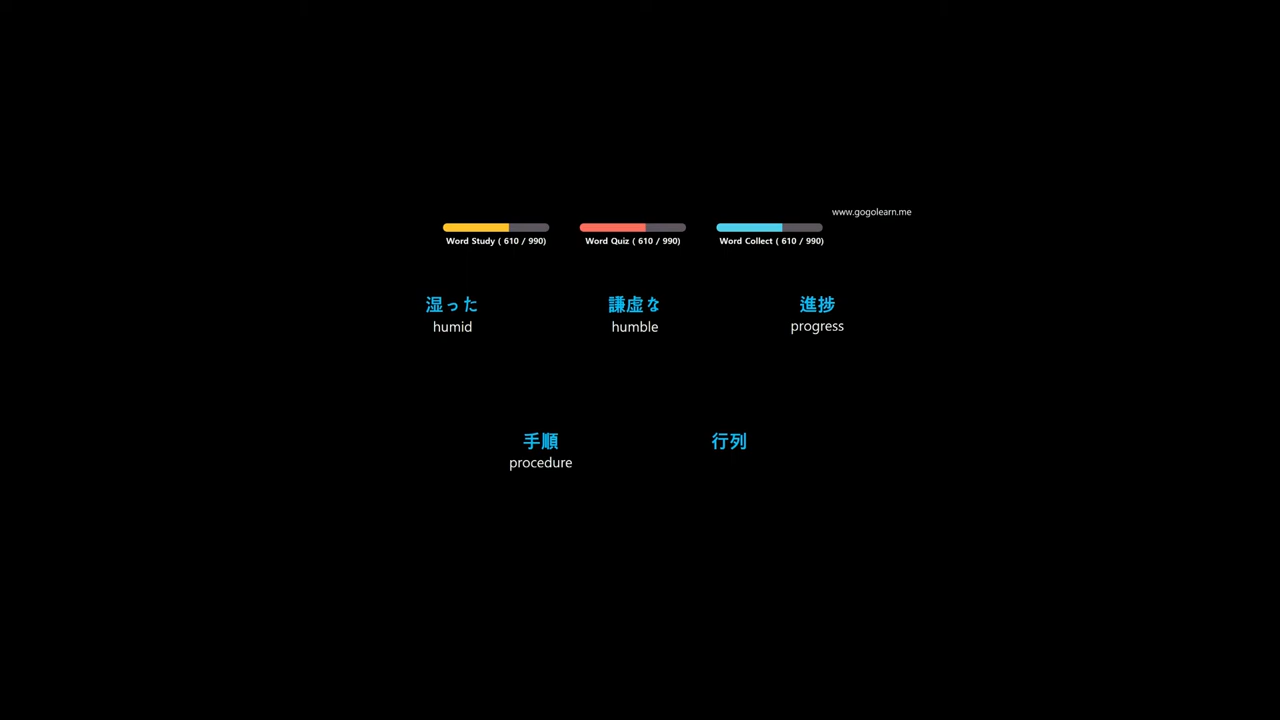 www.gogolearn.me
Word Study ( 610 / 990)
Word Quiz ( 610 / 990)
Word Collect ( 610 / 990)
湿った
humid
謙虚な
humble
進捗
progress
手順
procedure
行列